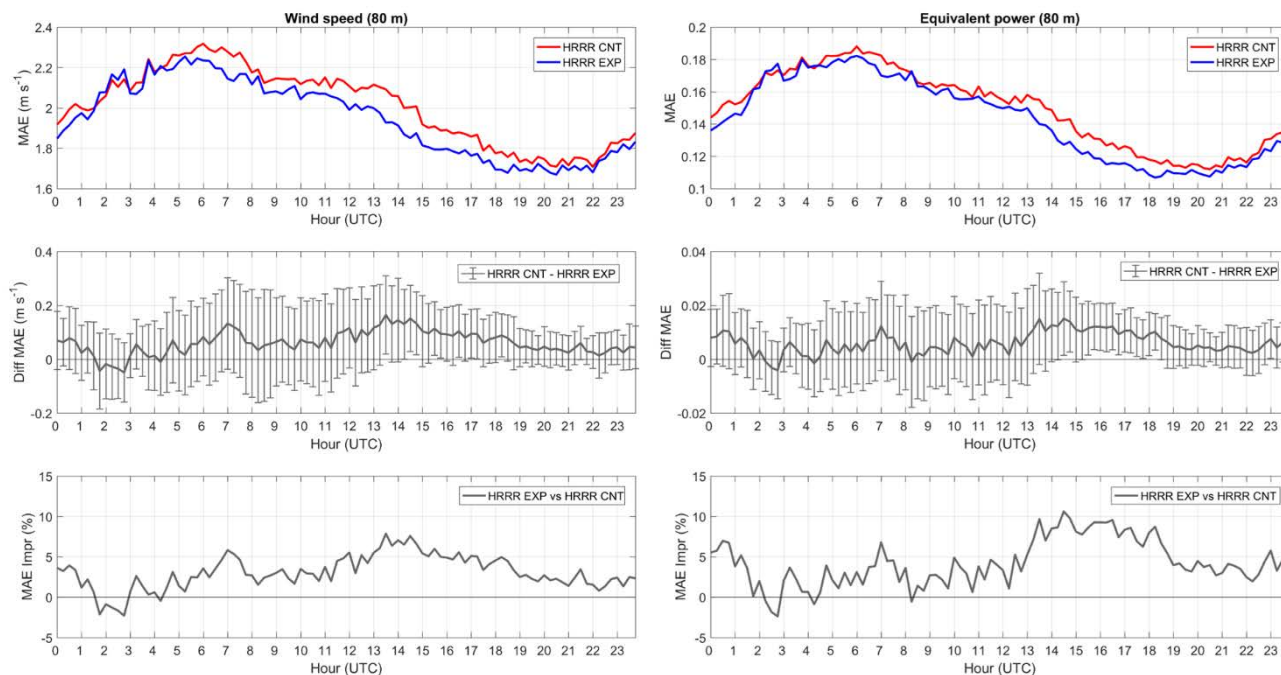 Wind speed (80 m)
2.4
2.2
2
1.8
1.6
MAE (m s⁻¹)
HRRR CNT
HRRR EXP
0 1 2 3 4 5 6 7 8 9 10 11 12 13 14 15 16 17 18 19 20 21 22 23
Hour (UTC)
Equivalent power (80 m)
0.2
0.18
0.16
0.14
0.12
0.1
MAE
HRRR CNT
HRRR EXP
0 1 2 3 4 5 6 7 8 9 10 11 12 13 14 15 16 17 18 19 20 21 22 23
Hour (UTC)
0.4
0.2
0
-0.2
Diff MAE (m s⁻¹)
HRRR CNT - HRRR EXP
0 1 2 3 4 5 6 7 8 9 10 11 12 13 14 15 16 17 18 19 20 21 22 23
Hour (UTC)
0.04
0.02
0
-0.02
Diff MAE
HRRR CNT - HRRR EXP
0 1 2 3 4 5 6 7 8 9 10 11 12 13 14 15 16 17 18 19 20 21 22 23
Hour (UTC)
15
10
5
0
-5
MAE Impr (%)
HRRR EXP vs HRRR CNT
0 1 2 3 4 5 6 7 8 9 10 11 12 13 14 15 16 17 18 19 20 21 22 23
Hour (UTC)
15
10
5
0
-5
MAE Impr (%)
HRRR EXP vs HRRR CNT
0 1 2 3 4 5 6 7 8 9 10 11 12 13 14 15 16 17 18 19 20 21 22 23
Hour (UTC)